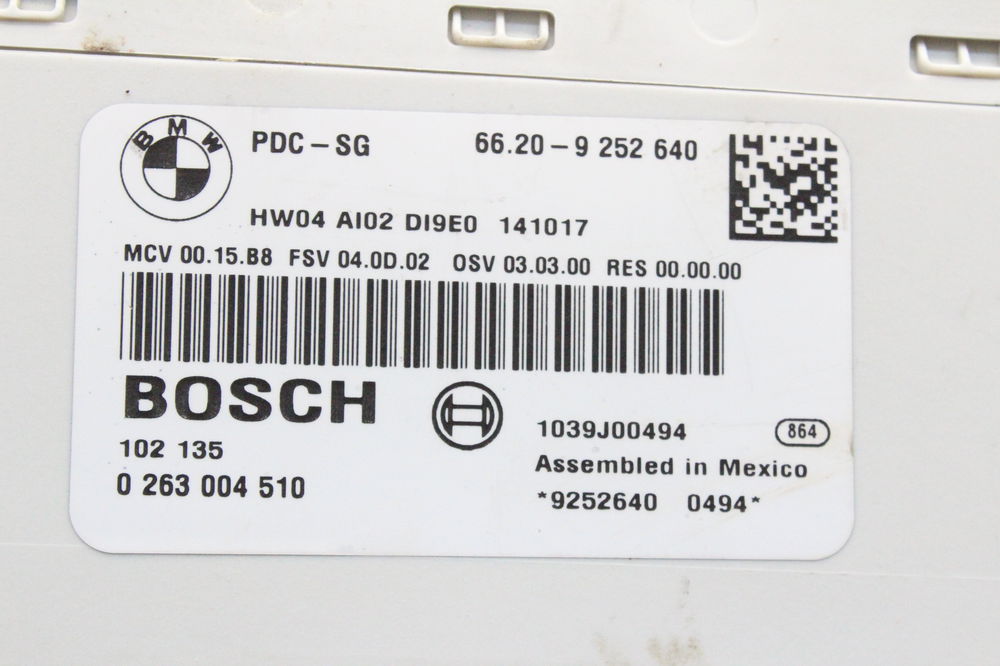 BMW
PDC – SG 66.20 – 9 252 640
HW04 AI02 DI9E0 141017
MCV 00.15.B8 FSV 04.0D.02 OSV 03.03.00 RES 00.00.00
BOSCH
102 135
0 263 004 510
1039J00494 864
Assembled in Mexico
*9252640 0494*